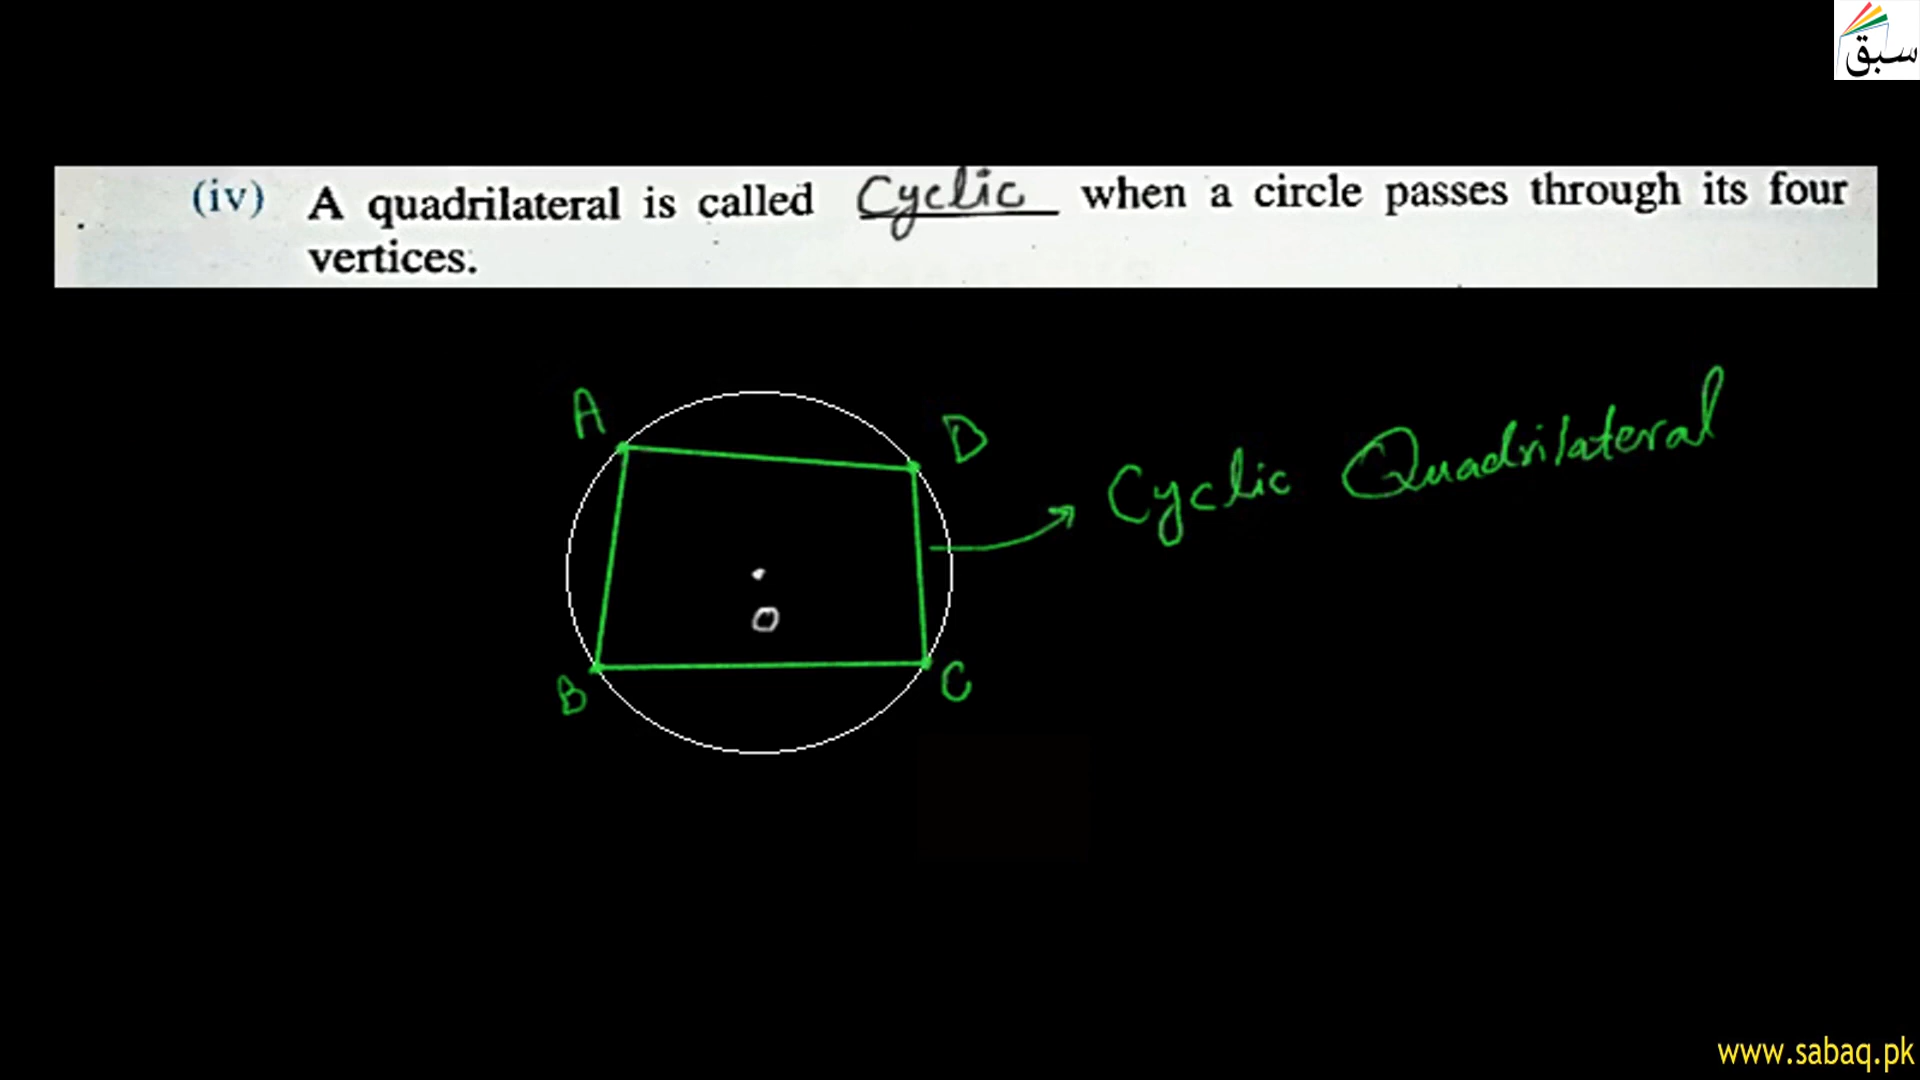 سبق
(iv) A quadrilateral is called Cyclic when a circle passes through its four
vertices.
A
D
Cyclic Quadrilateral
O
B
C
www.sabaq.pk